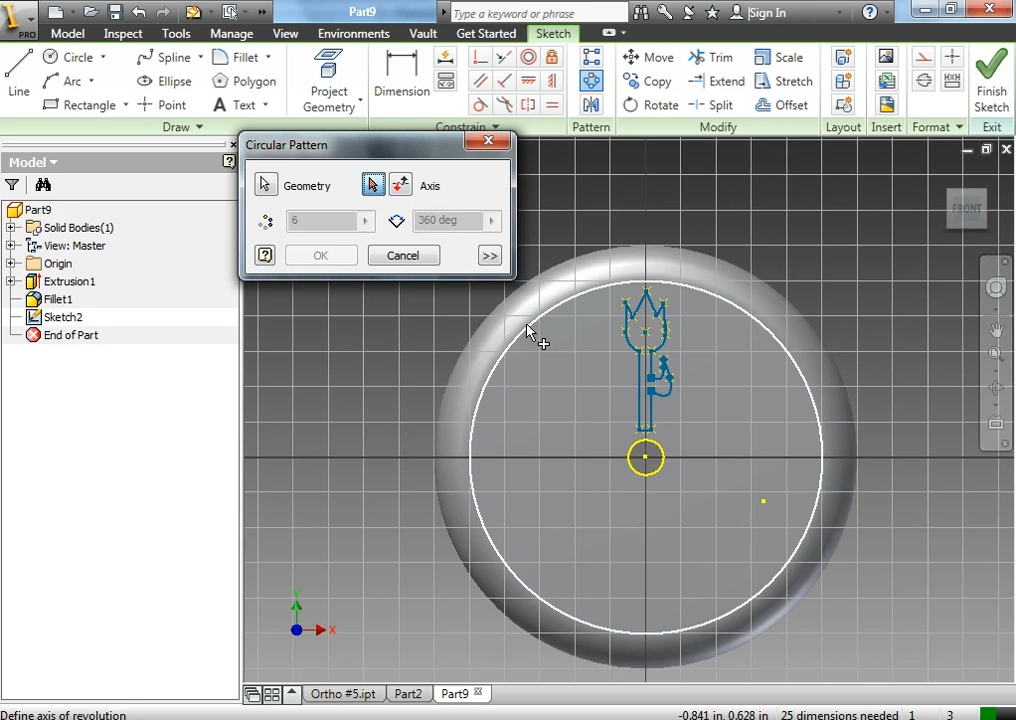 Part9
Type a keyword or phrase
Sign In
PRO
Model Inspect Tools Manage View Environments Vault Get Started Sketch
Line
Circle
Arc
Rectangle
Spline
Ellipse
Point
Fillet
Polygon
Text
Project Geometry
Dimension
Move
Copy
Rotate
Trim
Extend
Split
Scale
Stretch
Offset
Finish Sketch
Draw Constrain Pattern Modify Layout Insert Format Exit
Model
Part9
Solid Bodies(1)
View: Master
Origin
Extrusion1
Fillet1
Sketch2
End of Part
Circular Pattern
Geometry
Axis
6
360 deg
OK
Cancel
>>
FRONT
Y
X
Ortho #5.ipt Part2 Part9
Define axis of revolution
-0.841 in, 0.628 in 25 dimensions needed 1 3